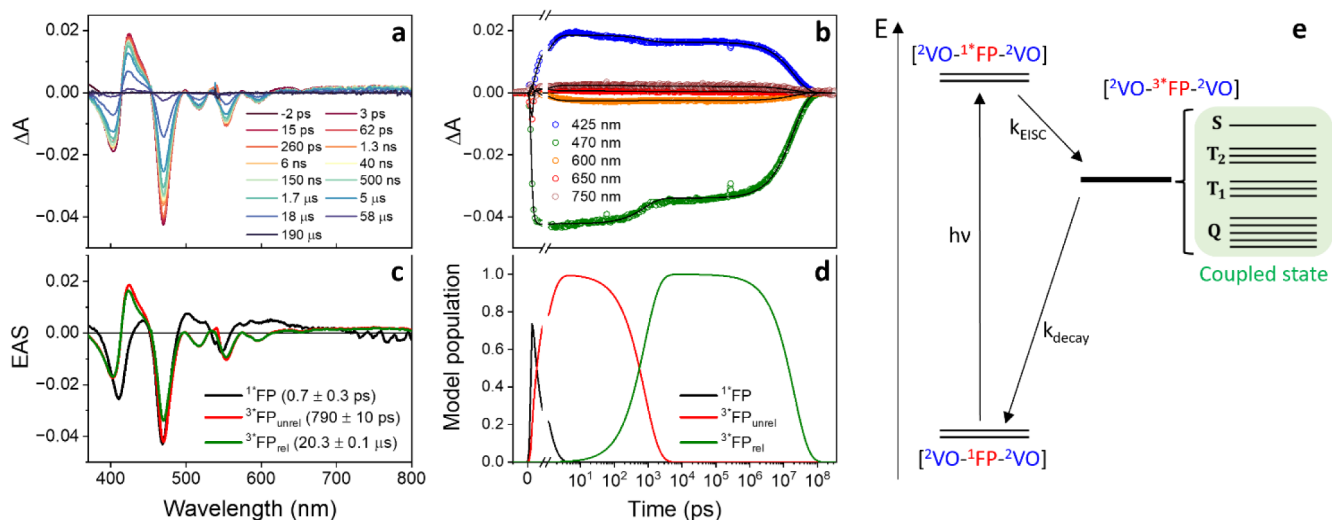 a
0.02
0.00
−0.02
−0.04
ΔA
-2 ps 3 ps
15 ps 62 ps
260 ps 1.3 ns
6 ns 40 ns
150 ns 500 ns
1.7 μs 5 μs
18 μs 58 μs
190 μs
b
0.02
0.00
−0.02
−0.04
ΔA
425 nm
470 nm
600 nm
650 nm
750 nm
c
0.02
0.00
−0.02
−0.04
EAS
¹*FP (0.7 ± 0.3 ps)
³*FPunrel (790 ± 10 ps)
³*FPrel (20.3 ± 0.1 μs)
400 500 600 700 800
Wavelength (nm)
d
1.0
0.8
0.6
0.4
0.2
0.0
Model population
¹*FP
³*FPunrel
³*FPrel
0 10¹ 10² 10³ 10⁴ 10⁵ 10⁶ 10⁷ 10⁸
Time (ps)
e
E
[²VO-¹*FP-²VO]
[²VO-³*FP-²VO]
kEISC
hν
kdecay
[²VO-¹FP-²VO]
S
T₂
T₁
Q
Coupled state